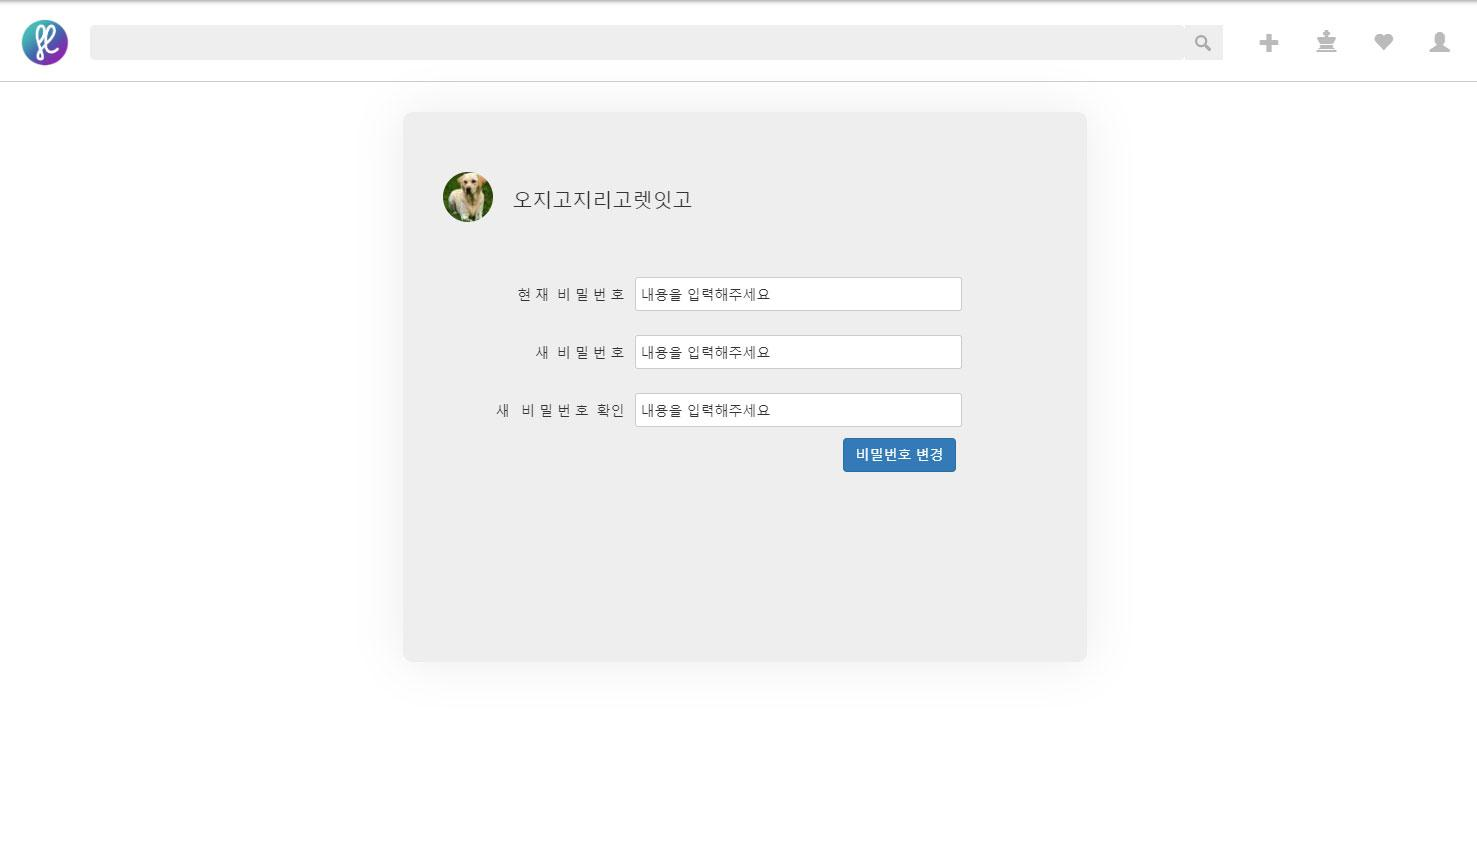 오지고지리고렛잇고
현 재 비 밀 번 호 내용을 입력해주세요
새 비 밀 번 호 내용을 입력해주세요
새 비 밀 번 호 확인 내용을 입력해주세요
비밀번호 변경